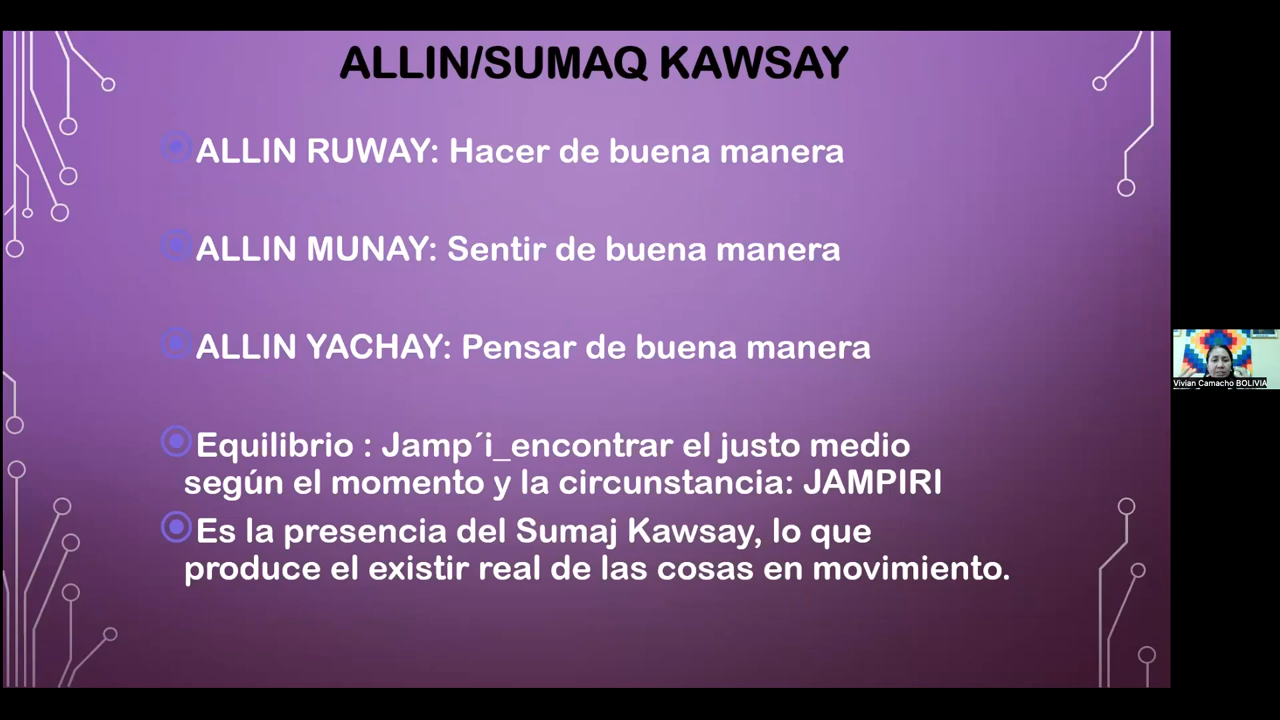 ALLIN/SUMAQ KAWSAY
ALLIN RUWAY: Hacer de buena manera
ALLIN MUNAY: Sentir de buena manera
ALLIN YACHAY: Pensar de buena manera
Equilibrio : Jamp´i_encontrar el justo medio
según el momento y la circunstancia: JAMPIRI
Es la presencia del Sumaj Kawsay, lo que
produce el existir real de las cosas en movimiento.
Vivian Camacho BOLIVIA